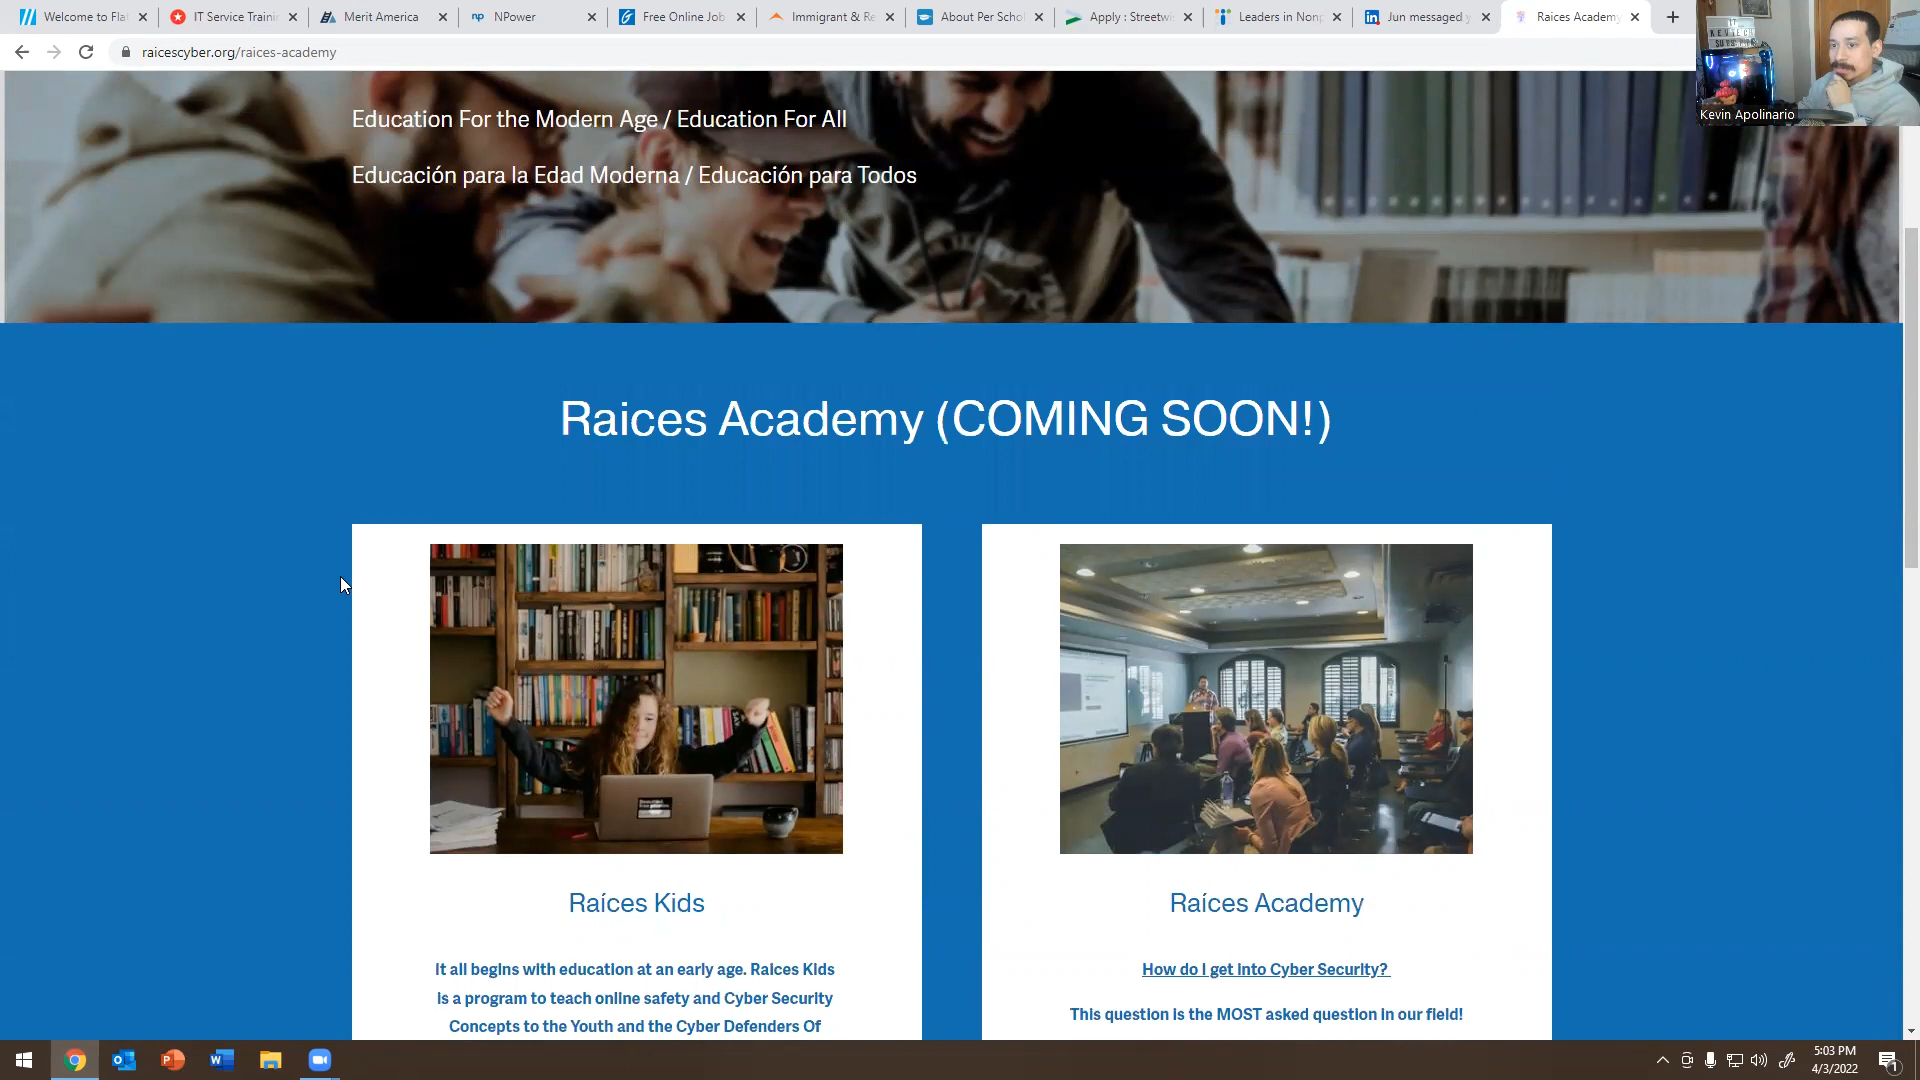 Welcome to Flat
IT Service Trainin
Merit America
NPower
Free Online Job
Immigrant & Re
About Per Schol
Apply : Streetwis
Leaders in Nonp
Jun messaged y
Raices Academy
raicescyber.org/raices-academy
Kevin Apolinario
Education For the Modern Age / Education For All
Educación para la Edad Moderna / Educación para Todos
Raices Academy (COMING SOON!)
Raíces Kids
It all begins with education at an early age. Raices Kids
is a program to teach online safety and Cyber Security
Concepts to the Youth and the Cyber Defenders Of
Raíces Academy
How do I get into Cyber Security?
This question is the MOST asked question in our field!
5:03 PM
4/3/2022